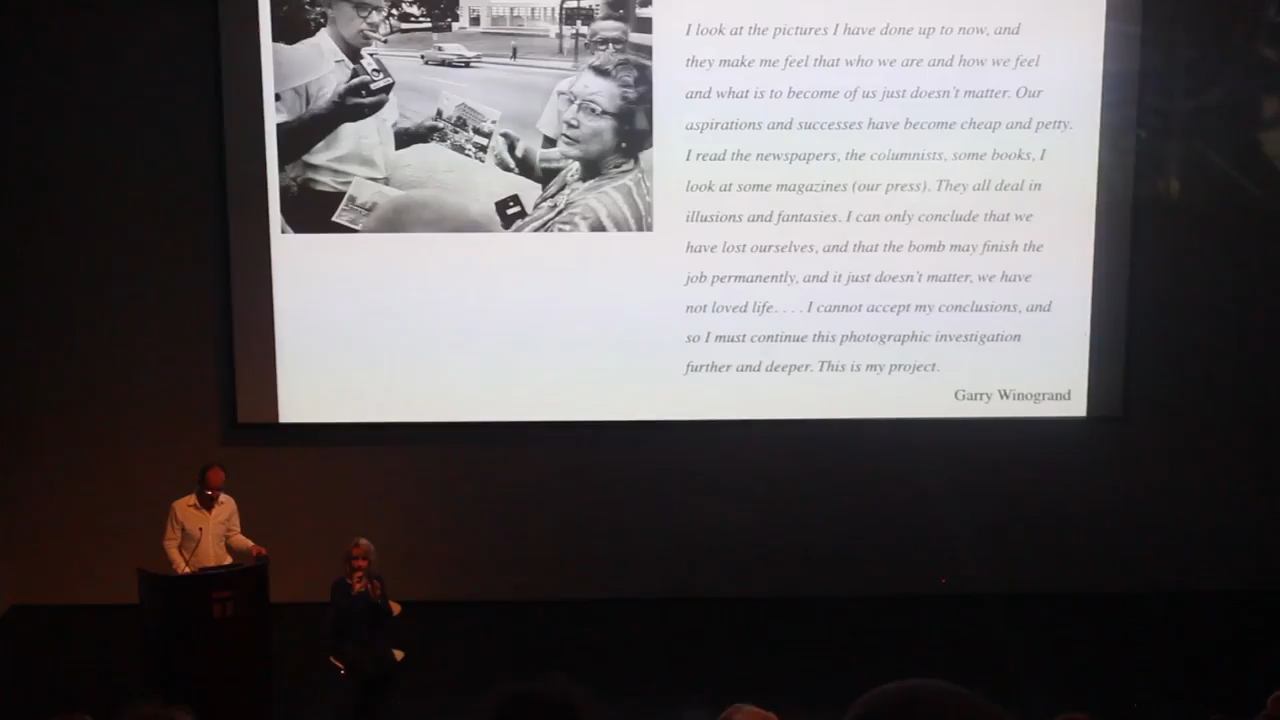 I look at the pictures I have done up to now, and
they make me feel that who we are and how we feel
and what is to become of us just doesn't matter. Our
aspirations and successes have become cheap and petty.
I read the newspapers, the columnists, some books, I
look at some magazines (our press). They all deal in
illusions and fantasies. I can only conclude that we
have lost ourselves, and that the bomb may finish the
job permanently, and it just doesn't matter, we have
not loved life. . . . I cannot accept my conclusions, and
so I must continue this photographic investigation
further and deeper. This is my project.
Garry Winogrand